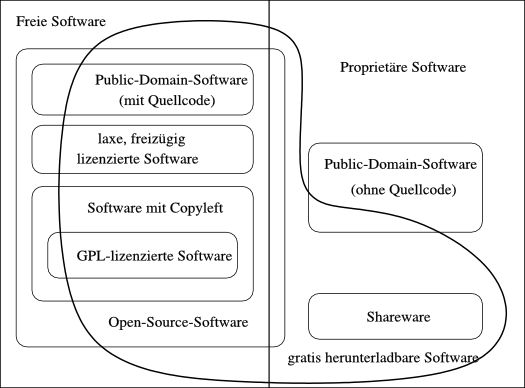 Freie Software
Public-Domain-Software
(mit Quellcode)
laxe, freizügig
lizenzierte Software
Software mit Copyleft
GPL-lizenzierte Software
Open-Source-Software
Proprietäre Software
Public-Domain-Software
(ohne Quellcode)
Shareware
gratis herunterladbare Software